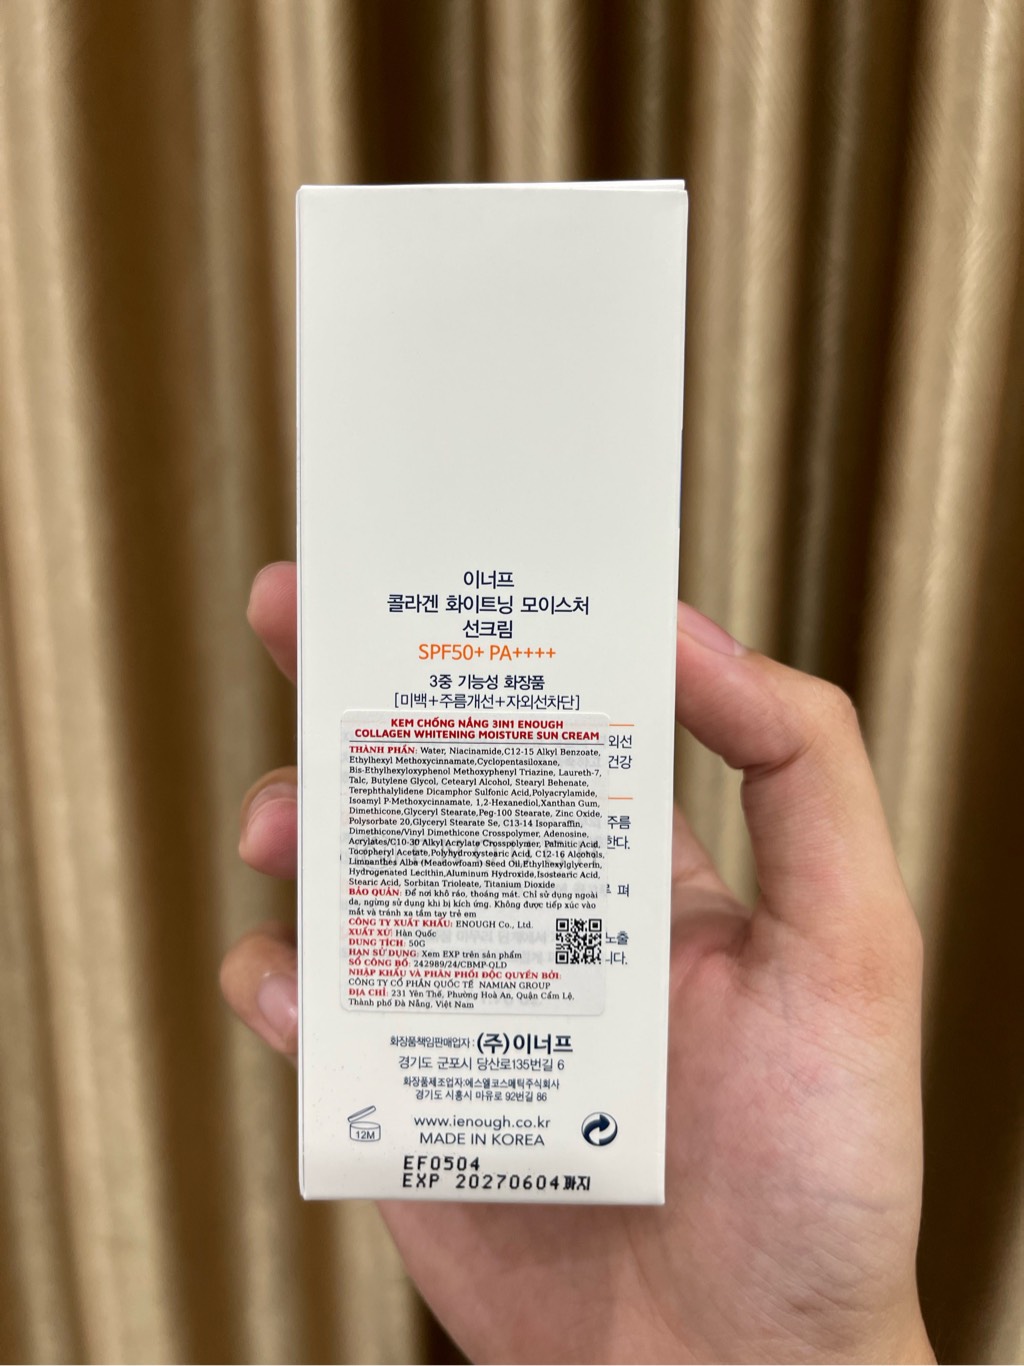 이너프
콜라겐 화이트닝 모이스처
선크림
SPF50+ PA++++
3중 기능성 화장품
[미백+주름개선+자외선차단]
KEM CHỐNG NẮNG 3IN1 ENOUGH
COLLAGEN WHITENING MOISTURE SUN CREAM
외선
건강
주름
한다.
펴
노출
니다.
THÀNH PHẦN: Water, Niacinamide,C12-15 Alkyl Benzoate,
Ethylhexyl Methoxycinnamate,Cyclopentasiloxane,
Bis-Ethylhexyloxyphenol Methoxyphenyl Triazine, Laureth-7,
Talc, Butylene Glycol, Cetearyl Alcohol, Stearyl Behenate,
Terephthalylidene Dicamphor Sulfonic Acid,Polyacrylamide,
Isoamyl P-Methoxycinnamate, 1,2-Hexanediol,Xanthan Gum,
Dimethicone,Glyceryl Stearate,Peg-100 Stearate, Zinc Oxide,
Polysorbate 20,Glyceryl Stearate Se, C13-14 Isoparaffin,
Dimethicone/Vinyl Dimethicone Crosspolymer, Adenosine,
Acrylates/C10-30 Alkyl Acrylate Crosspolymer, Palmitic Acid,
Tocopheryl Acetate,Polyhydroxystearic Acid, C12-16 Alcohols,
Limnanthes Alba (Meadowfoam) Seed Oil,Ethylhexylglycerin,
Hydrogenated Lecithin,Aluminum Hydroxide,Isostearic Acid,
Stearic Acid, Sorbitan Trioleate, Titanium Dioxide
BẢO QUẢN: Để nơi khô ráo, thoáng mát. Chỉ sử dụng ngoài
da, ngừng sử dụng khi bị kích ứng. Không được tiếp xúc vào
mắt và tránh xa tầm tay trẻ em
CÔNG TY XUẤT KHẨU: ENOUGH Co., Ltd.
XUẤT XỨ: Hàn Quốc
DUNG TÍCH: 50G
HẠN SỬ DỤNG: Xem EXP trên sản phẩm
SỐ CÔNG BỐ: 242989/24/CBMP-QLD
NHẬP KHẨU VÀ PHÂN PHỐI ĐỘC QUYỀN BỞI:
CÔNG TY CỔ PHẦN QUỐC TẾ NAMIAN GROUP
ĐỊA CHỈ: 231 Yên Thế, Phường Hoà An, Quận Cẩm Lệ,
Thành phố Đà Nẵng, Việt Nam
화장품책임판매업자: (주)이너프
경기도 군포시 당산로135번길 6
화장품제조업자:에스엘코스메틱주식회사
경기도 시흥시 마유로 92번길 86
12M
www.ienough.co.kr
MADE IN KOREA
EF0504
EXP 20270604까지